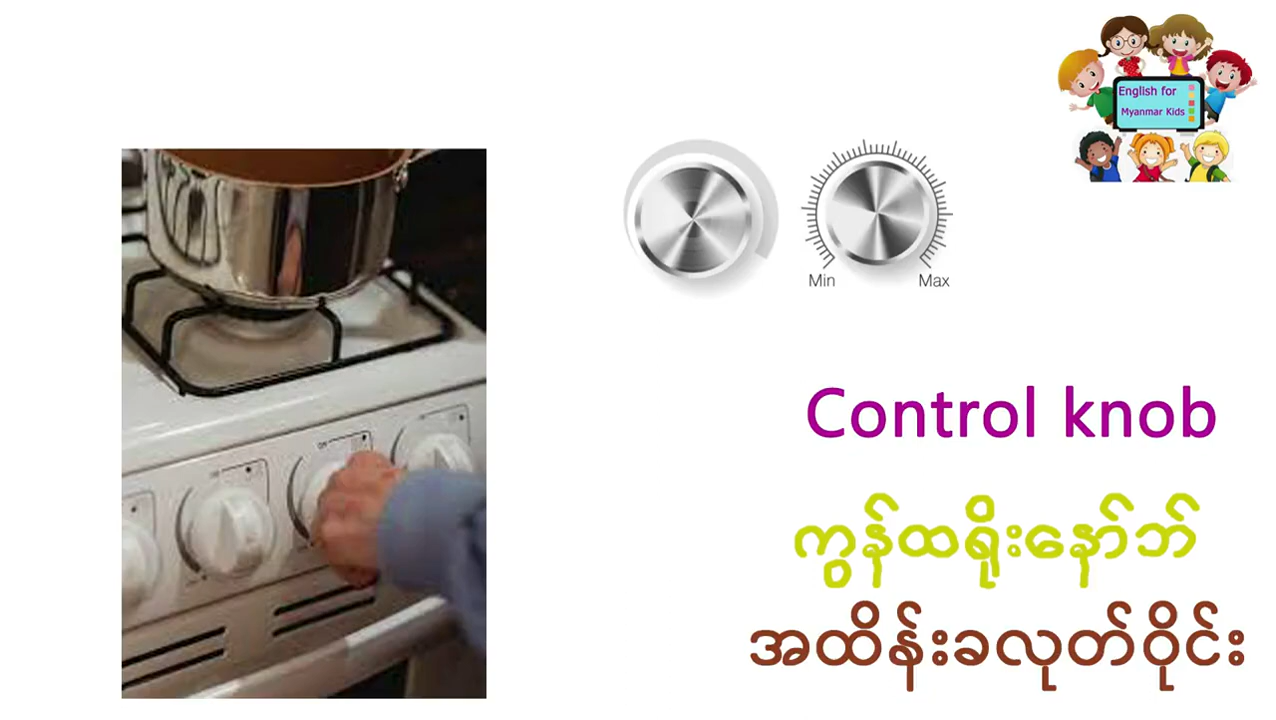 English for
Myanmar Kids
Min Max
Control knob
ကွန်ထရိုးနော်ဘ်
အထိန်းခလုတ်ဝိုင်း